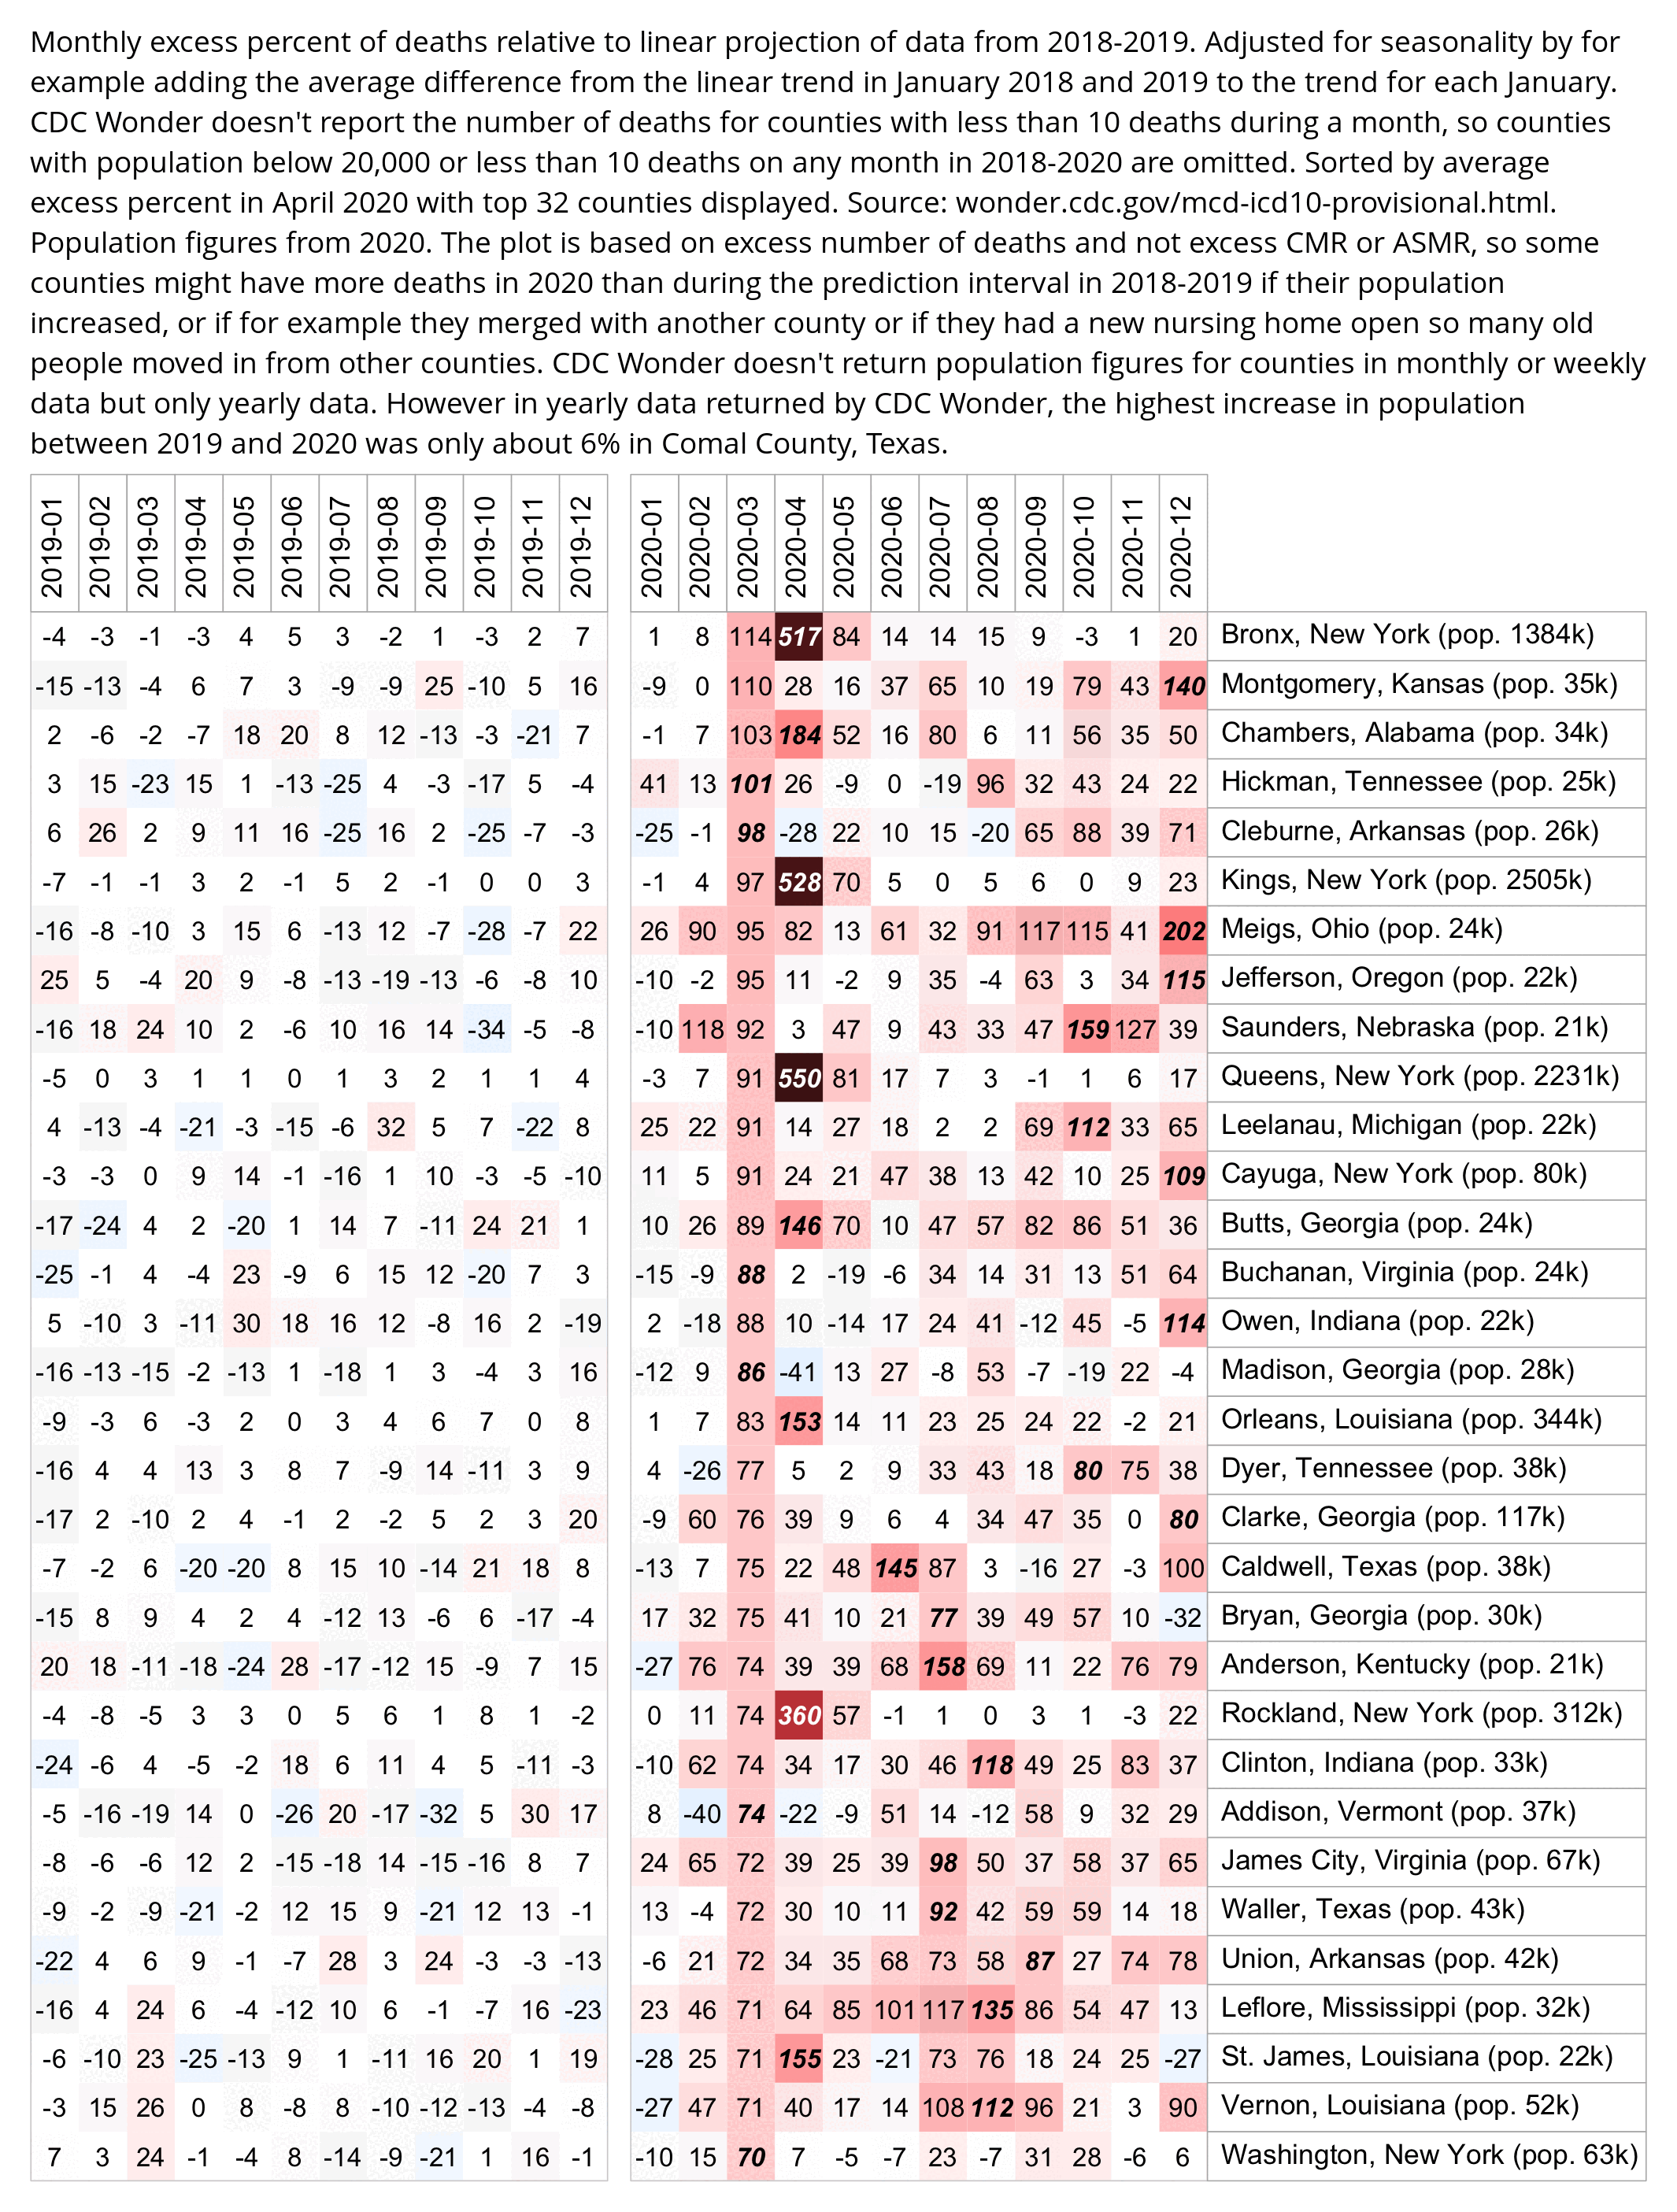 Monthly excess percent of deaths relative to linear projection of data from 2018-2019. Adjusted for seasonality by for
example adding the average difference from the linear trend in January 2018 and 2019 to the trend for each January.
CDC Wonder doesn't report the number of deaths for counties with less than 10 deaths during a month, so counties
with population below 20,000 or less than 10 deaths on any month in 2018-2020 are omitted. Sorted by average
excess percent in April 2020 with top 32 counties displayed. Source: wonder.cdc.gov/mcd-icd10-provisional.html.
Population figures from 2020. The plot is based on excess number of deaths and not excess CMR or ASMR, so some
counties might have more deaths in 2020 than during the prediction interval in 2018-2019 if their population
increased, or if for example they merged with another county or if they had a new nursing home open so many old
people moved in from other counties. CDC Wonder doesn't return population figures for counties in monthly or weekly
data but only yearly data. However in yearly data returned by CDC Wonder, the highest increase in population
between 2019 and 2020 was only about 6% in Comal County, Texas.
2019-01 2019-02 2019-03 2019-04 2019-05 2019-06 2019-07 2019-08 2019-09 2019-10 2019-11 2019-12 2020-01 2020-02 2020-03 2020-04 2020-05 2020-06 2020-07 2020-08 2020-09 2020-10 2020-11 2020-12
-4 -3 -1 -3 4 5 3 -2 1 -3 2 7 1 8 114 517 84 14 14 15 9 -3 1 20 Bronx, New York (pop. 1384k)
-15 -13 -4 6 7 3 -9 -9 25 -10 5 16 -9 0 110 28 16 37 65 10 19 79 43 140 Montgomery, Kansas (pop. 35k)
2 -6 -2 -7 18 20 8 12 -13 -3 -21 7 -1 7 103 184 52 16 80 6 11 56 35 50 Chambers, Alabama (pop. 34k)
3 15 -23 15 1 -13 -25 4 -3 -17 5 -4 41 13 101 26 -9 0 -19 96 32 43 24 22 Hickman, Tennessee (pop. 25k)
6 26 2 9 11 16 -25 16 2 -25 -7 -3 -25 -1 98 -28 22 10 15 -20 65 88 39 71 Cleburne, Arkansas (pop. 26k)
-7 -1 -1 3 2 -1 5 2 -1 0 0 3 -1 4 97 528 70 5 0 5 6 0 9 23 Kings, New York (pop. 2505k)
-16 -8 -10 3 15 6 -13 12 -7 -28 -7 22 26 90 95 82 13 61 32 91 117 115 41 202 Meigs, Ohio (pop. 24k)
25 5 -4 20 9 -8 -13 -19 -13 -6 -8 10 -10 -2 95 11 -2 9 35 -4 63 3 34 115 Jefferson, Oregon (pop. 22k)
-16 18 24 10 2 -6 10 16 14 -34 -5 -8 -10 118 92 3 47 9 43 33 47 159 127 39 Saunders, Nebraska (pop. 21k)
-5 0 3 1 1 0 1 3 2 1 1 4 -3 7 91 550 81 17 7 3 -1 1 6 17 Queens, New York (pop. 2231k)
4 -13 -4 -21 -3 -15 -6 32 5 7 -22 8 25 22 91 14 27 18 2 2 69 112 33 65 Leelanau, Michigan (pop. 22k)
-3 -3 0 9 14 -1 -16 1 10 -3 -5 -10 11 5 91 24 21 47 38 13 42 10 25 109 Cayuga, New York (pop. 80k)
-17 -24 4 2 -20 1 14 7 -11 24 21 1 10 26 89 146 70 10 47 57 82 86 51 36 Butts, Georgia (pop. 24k)
-25 -1 4 -4 23 -9 6 15 12 -20 7 3 -15 -9 88 2 -19 -6 34 14 31 13 51 64 Buchanan, Virginia (pop. 24k)
5 -10 3 -11 30 18 16 12 -8 16 2 -19 2 -18 88 10 -14 17 24 41 -12 45 -5 114 Owen, Indiana (pop. 22k)
-16 -13 -15 -2 -13 1 -18 1 3 -4 3 16 -12 9 86 -41 13 27 -8 53 -7 -19 22 -4 Madison, Georgia (pop. 28k)
-9 -3 6 -3 2 0 3 4 6 7 0 8 1 7 83 153 14 11 23 25 24 22 -2 21 Orleans, Louisiana (pop. 344k)
-16 4 4 13 3 8 7 -9 14 -11 3 9 4 -26 77 5 2 9 33 43 18 80 75 38 Dyer, Tennessee (pop. 38k)
-17 2 -10 2 4 -1 2 -2 5 2 3 20 -9 60 76 39 9 6 4 34 47 35 0 80 Clarke, Georgia (pop. 117k)
-7 -2 6 -20 -20 8 15 10 -14 21 18 8 -13 7 75 22 48 145 87 3 -16 27 -3 100 Caldwell, Texas (pop. 38k)
-15 8 9 4 2 4 -12 13 -6 6 -17 -4 17 32 75 41 10 21 77 39 49 57 10 -32 Bryan, Georgia (pop. 30k)
20 18 -11 -18 -24 28 -17 -12 15 -9 7 15 -27 76 74 39 39 68 158 69 11 22 76 79 Anderson, Kentucky (pop. 21k)
-4 -8 -5 3 3 0 5 6 1 8 1 -2 0 11 74 360 57 -1 1 0 3 1 -3 22 Rockland, New York (pop. 312k)
-24 -6 4 -5 -2 18 6 11 4 5 -11 -3 -10 62 74 34 17 30 46 118 49 25 83 37 Clinton, Indiana (pop. 33k)
-5 -16 -19 14 0 -26 20 -17 -32 5 30 17 8 -40 74 -22 -9 51 14 -12 58 9 32 29 Addison, Vermont (pop. 37k)
-8 -6 -6 12 2 -15 -18 14 -15 -16 8 7 24 65 72 39 25 39 98 50 37 58 37 65 James City, Virginia (pop. 67k)
-9 -2 -9 -21 -2 12 15 9 -21 12 13 -1 13 -4 72 30 10 11 92 42 59 59 14 18 Waller, Texas (pop. 43k)
-22 4 6 9 -1 -7 28 3 24 -3 -3 -13 -6 21 72 34 35 68 73 58 87 27 74 78 Union, Arkansas (pop. 42k)
-16 4 24 6 -4 -12 10 6 -1 -7 16 -23 23 46 71 64 85 101 117 135 86 54 47 13 Leflore, Mississippi (pop. 32k)
-6 -10 23 -25 -13 9 1 -11 16 20 1 19 -28 25 71 155 23 -21 73 76 18 24 25 -27 St. James, Louisiana (pop. 22k)
-3 15 26 0 8 -8 8 -10 -12 -13 -4 -8 -27 47 71 40 17 14 108 112 96 21 3 90 Vernon, Louisiana (pop. 52k)
7 3 24 -1 -4 8 -14 -9 -21 1 16 -1 -10 15 70 7 -5 -7 23 -7 31 28 -6 6 Washington, New York (pop. 63k)